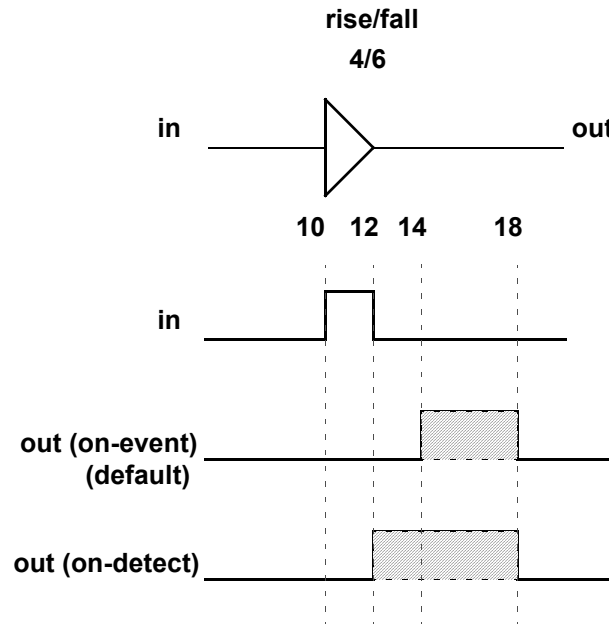 rise/fall
4/6
in
out
10 12 14 18
in
out (on-event)
(default)
out (on-detect)